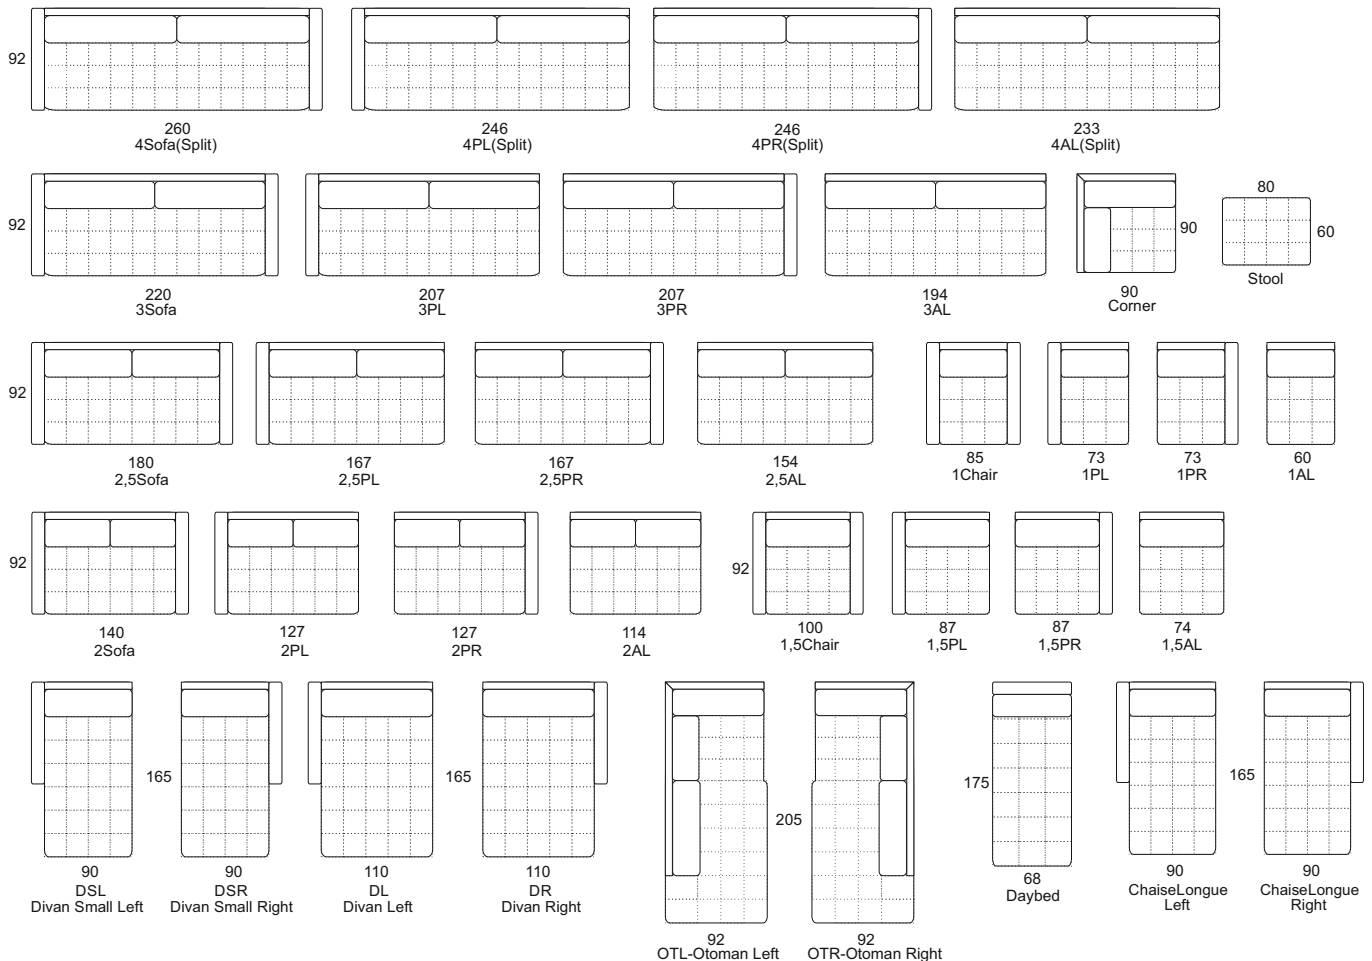 92
260
4Sofa(Split)
246
4PL(Split)
246
4PR(Split)
233
4AL(Split)
92
220
3Sofa
207
3PL
207
3PR
194
3AL
90
90
Corner
80
60
Stool
92
180
2,5Sofa
167
2,5PL
167
2,5PR
154
2,5AL
85
1Chair
73
1PL
73
1PR
60
1AL
92
140
2Sofa
127
2PL
127
2PR
114
2AL
92
100
1,5Chair
87
1,5PL
87
1,5PR
74
1,5AL
90
DSL
Divan Small Left
165
90
DSR
Divan Small Right
110
DL
Divan Left
165
110
DR
Divan Right
92
OTL-Otoman Left
205
92
OTR-Otoman Right
175
68
Daybed
90
ChaiseLongue
Left
165
90
ChaiseLongue
Right